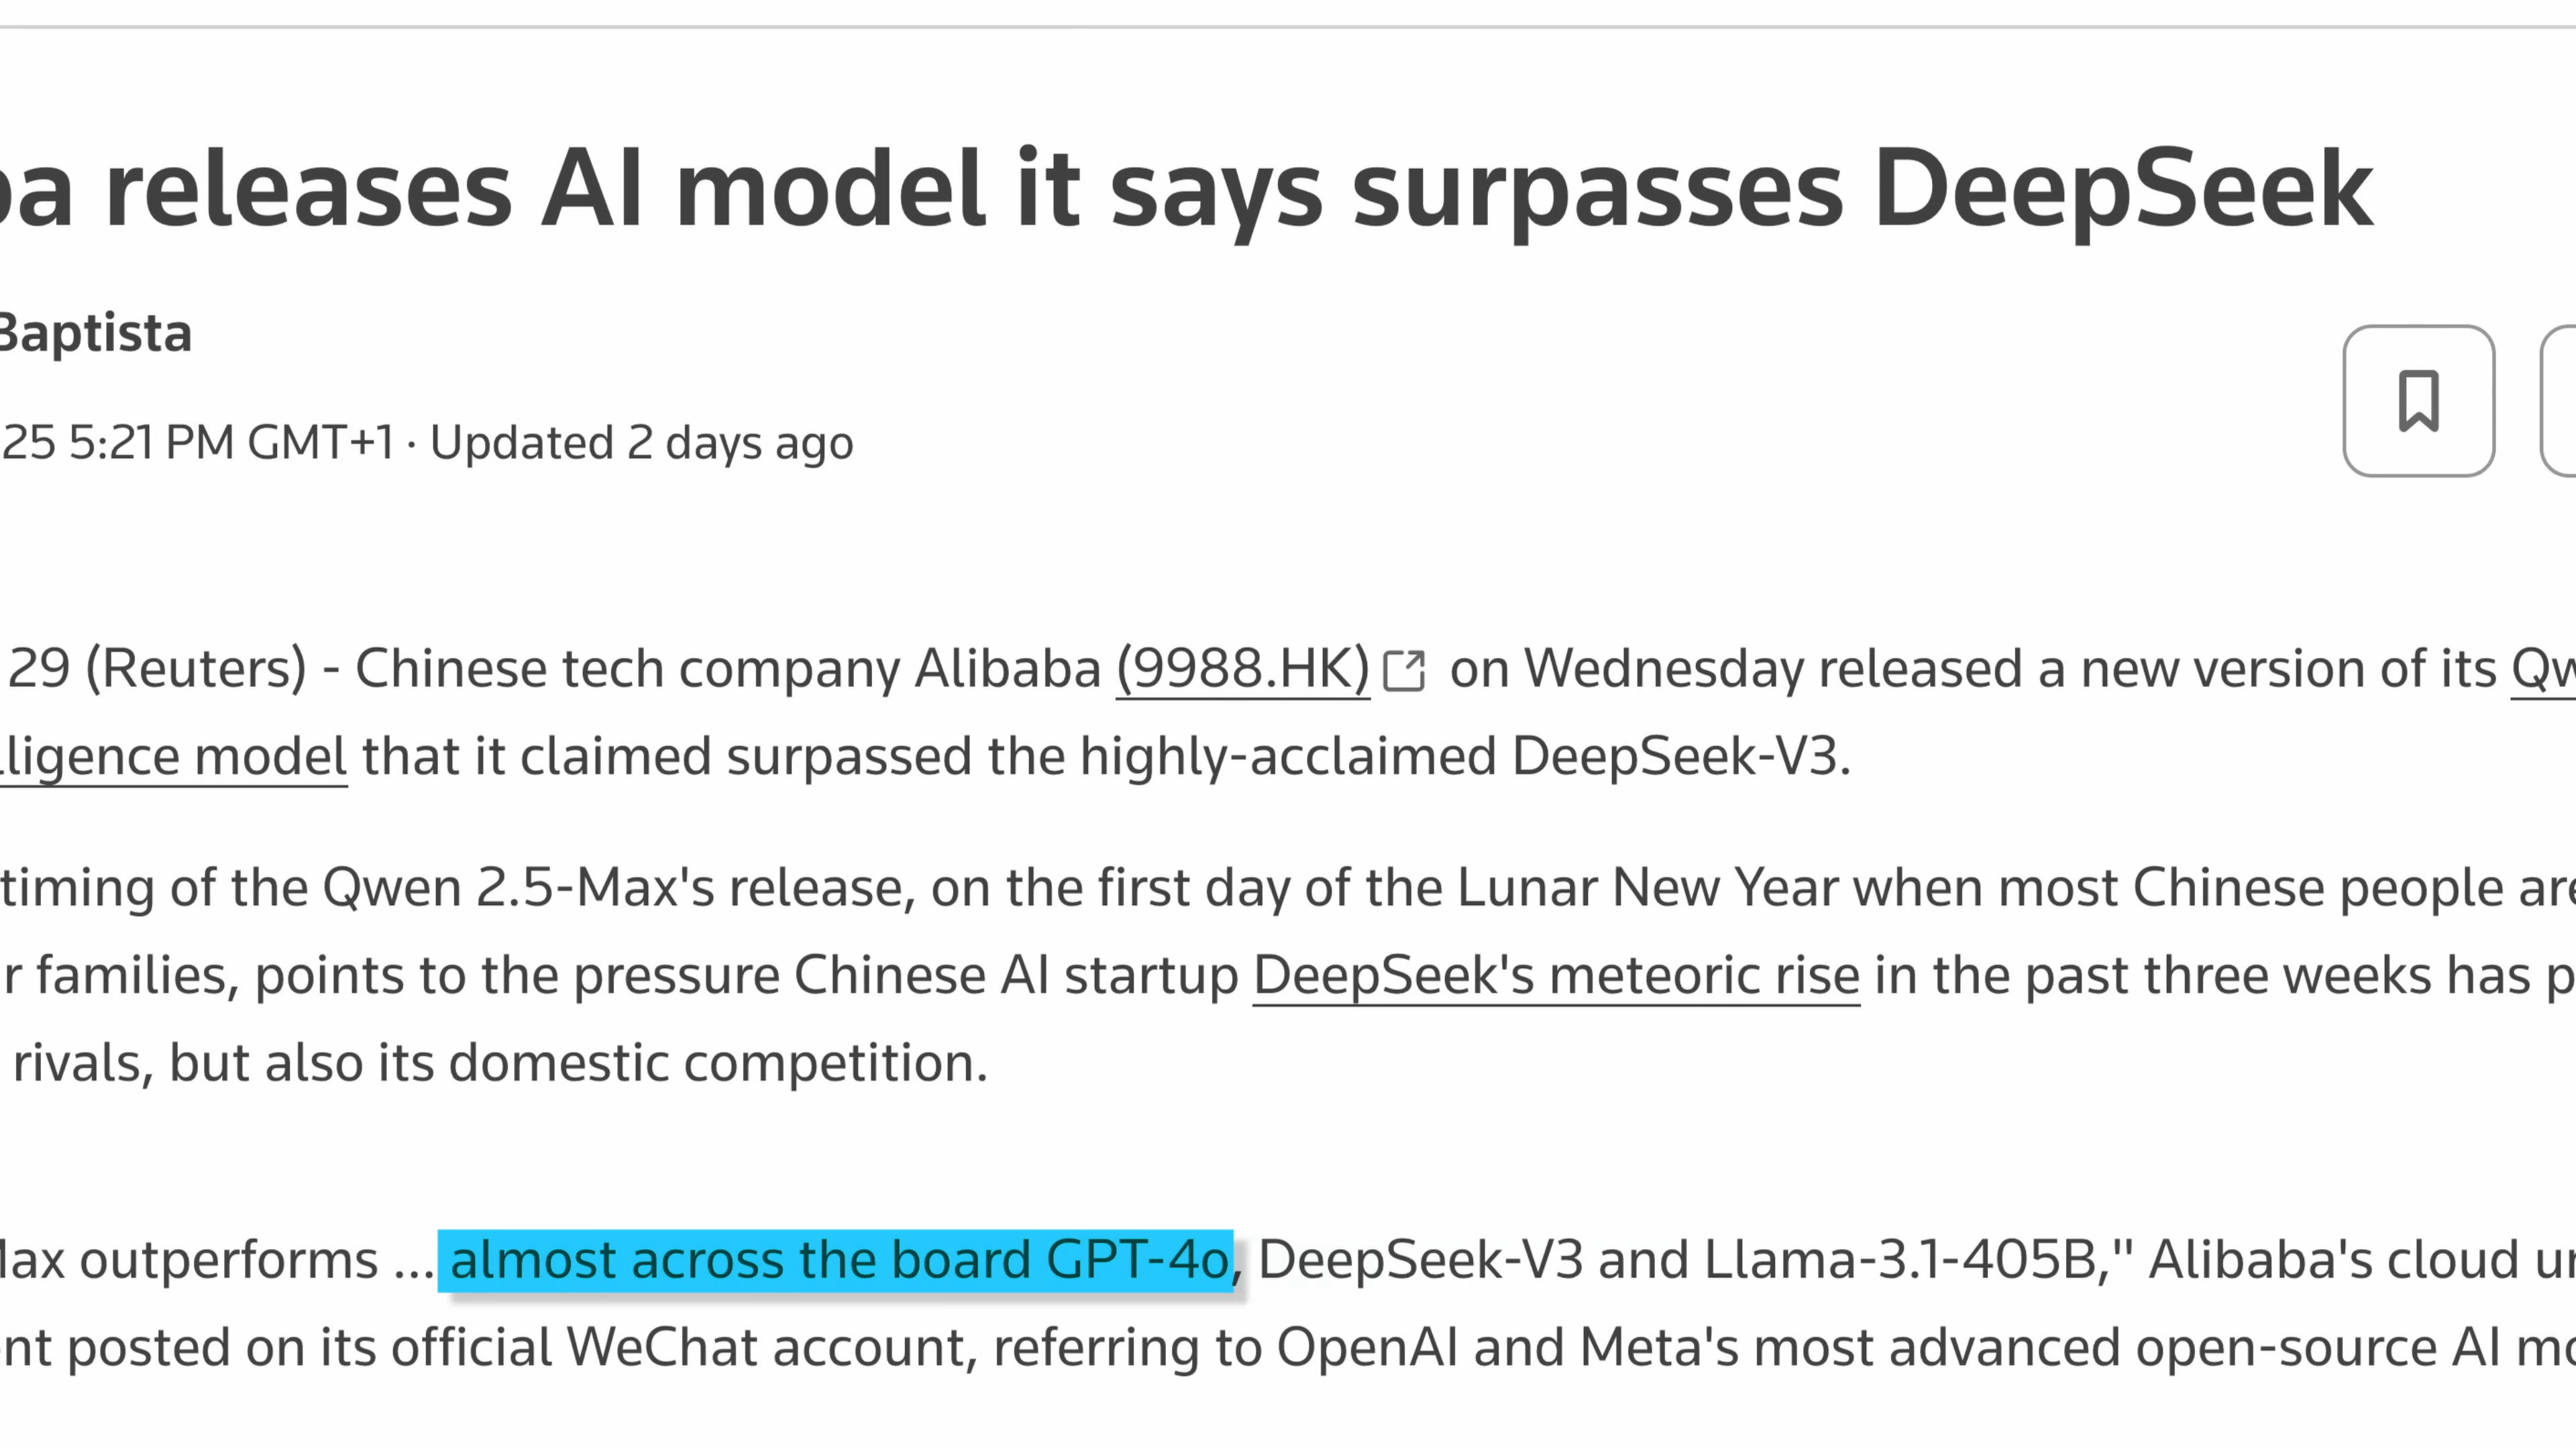 ba releases AI model it says surpasses DeepSeek
Baptista
25 5:21 PM GMT+1 · Updated 2 days ago
29 (Reuters) - Chinese tech company Alibaba (9988.HK) on Wednesday released a new version of its Qw
lligence model that it claimed surpassed the highly-acclaimed DeepSeek-V3.
timing of the Qwen 2.5-Max's release, on the first day of the Lunar New Year when most Chinese people are
r families, points to the pressure Chinese AI startup DeepSeek's meteoric rise in the past three weeks has p
rivals, but also its domestic competition.
Max outperforms ... almost across the board GPT-4o, DeepSeek-V3 and Llama-3.1-405B," Alibaba's cloud un
nt posted on its official WeChat account, referring to OpenAI and Meta's most advanced open-source AI mo